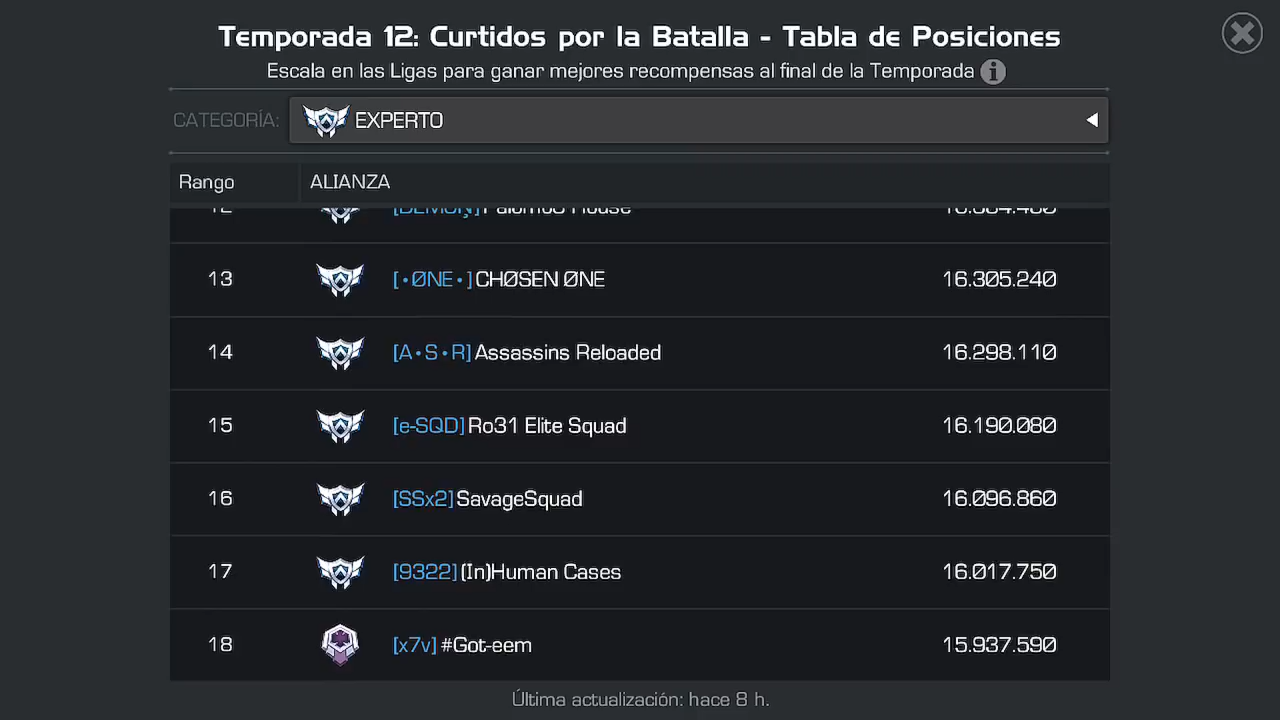 Temporada 12: Curtidos por la Batalla - Tabla de Posiciones
Escala en las Ligas para ganar mejores recompensas al final de la Temporada i
CATEGORÍA: EXPERTO
Rango ALIANZA
13 [•ØNE•]CHØSEN ØNE 16.305.240
14 [A•S•R]Assassins Reloaded 16.298.110
15 [e-SQD]Ro31 Elite Squad 16.190.080
16 [SSx2]SavageSquad 16.096.860
17 [9322](In)Human Cases 16.017.750
18 [x7v]#Got-eem 15.937.590
Última actualización: hace 8 h.